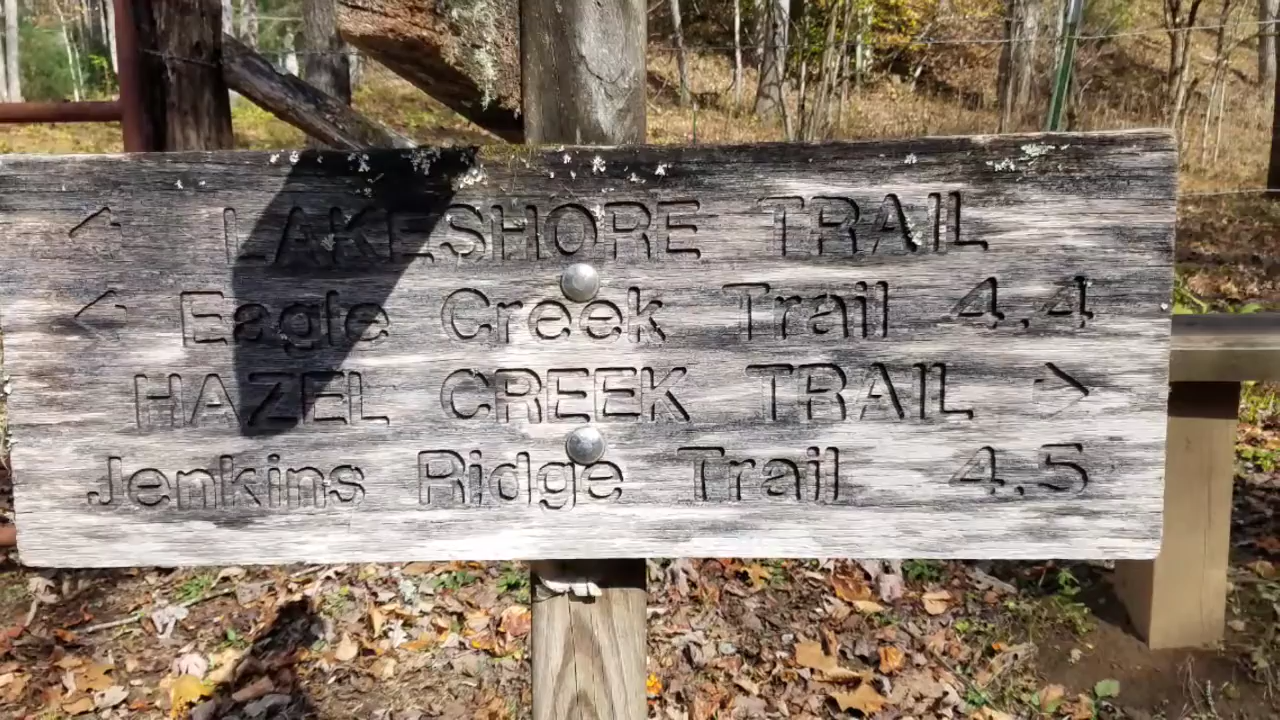 < LAKESHORE TRAIL
< Eagle Creek Trail 4.4
HAZEL CREEK TRAIL >
Jenkins Ridge Trail 4.5